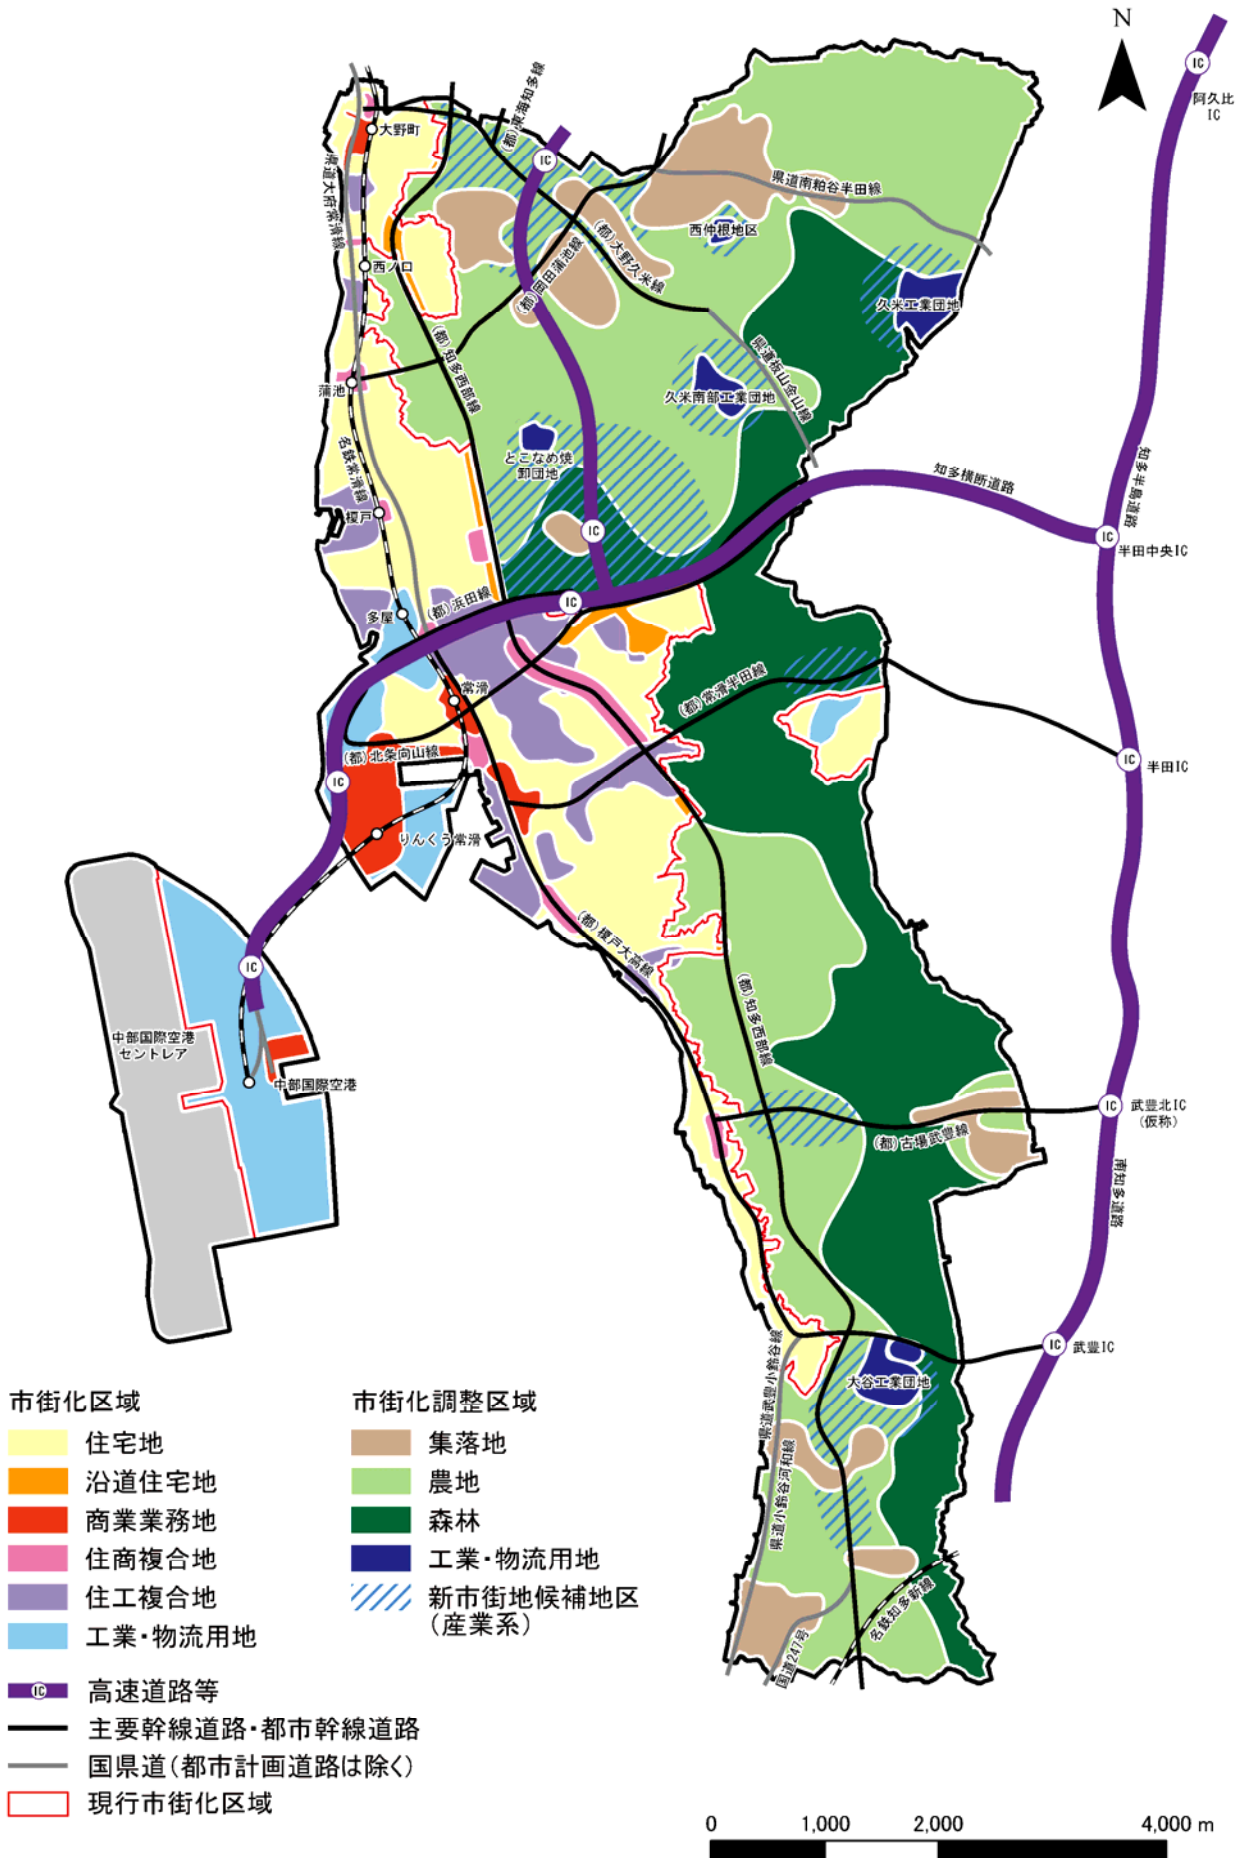 N
IC
阿久比
IC
(都)東海知多線
IC
大野町
県道大府常滑線
県道南粕谷半田線
西仲根地区
(都)大野久米線
(都)岡田蒲池線
西ノ口
久米工業団地
(都)知多西部線
県道板山金山線
蒲池
久米南部工業団地
名鉄常滑線
とこなめ焼
卸団地
知多横断道路
知多半島道路
榎戸
IC
IC
半田中央IC
多屋
(都)浜田線
IC
常滑
(都)常滑半田線
(都)北条向山線
IC
IC
半田IC
りんくう常滑
(都)榎戸大高線
IC
(都)知多西部線
中部国際空港
セントレア
中部国際空港
IC
武豊北IC
(仮称)
(都)古場武豊線
南知多道路
IC
武豊IC
県道武豊小鈴谷線
大谷工業団地
県道小鈴谷河和線
名鉄知多新線
国道247号
市街化区域
住宅地
沿道住宅地
商業業務地
住商複合地
住工複合地
工業・物流用地
市街化調整区域
集落地
農地
森林
工業・物流用地
新市街地候補地区
(産業系)
IC
高速道路等
主要幹線道路・都市幹線道路
国県道(都市計画道路は除く)
現行市街化区域
0
1,000
2,000
4,000 m